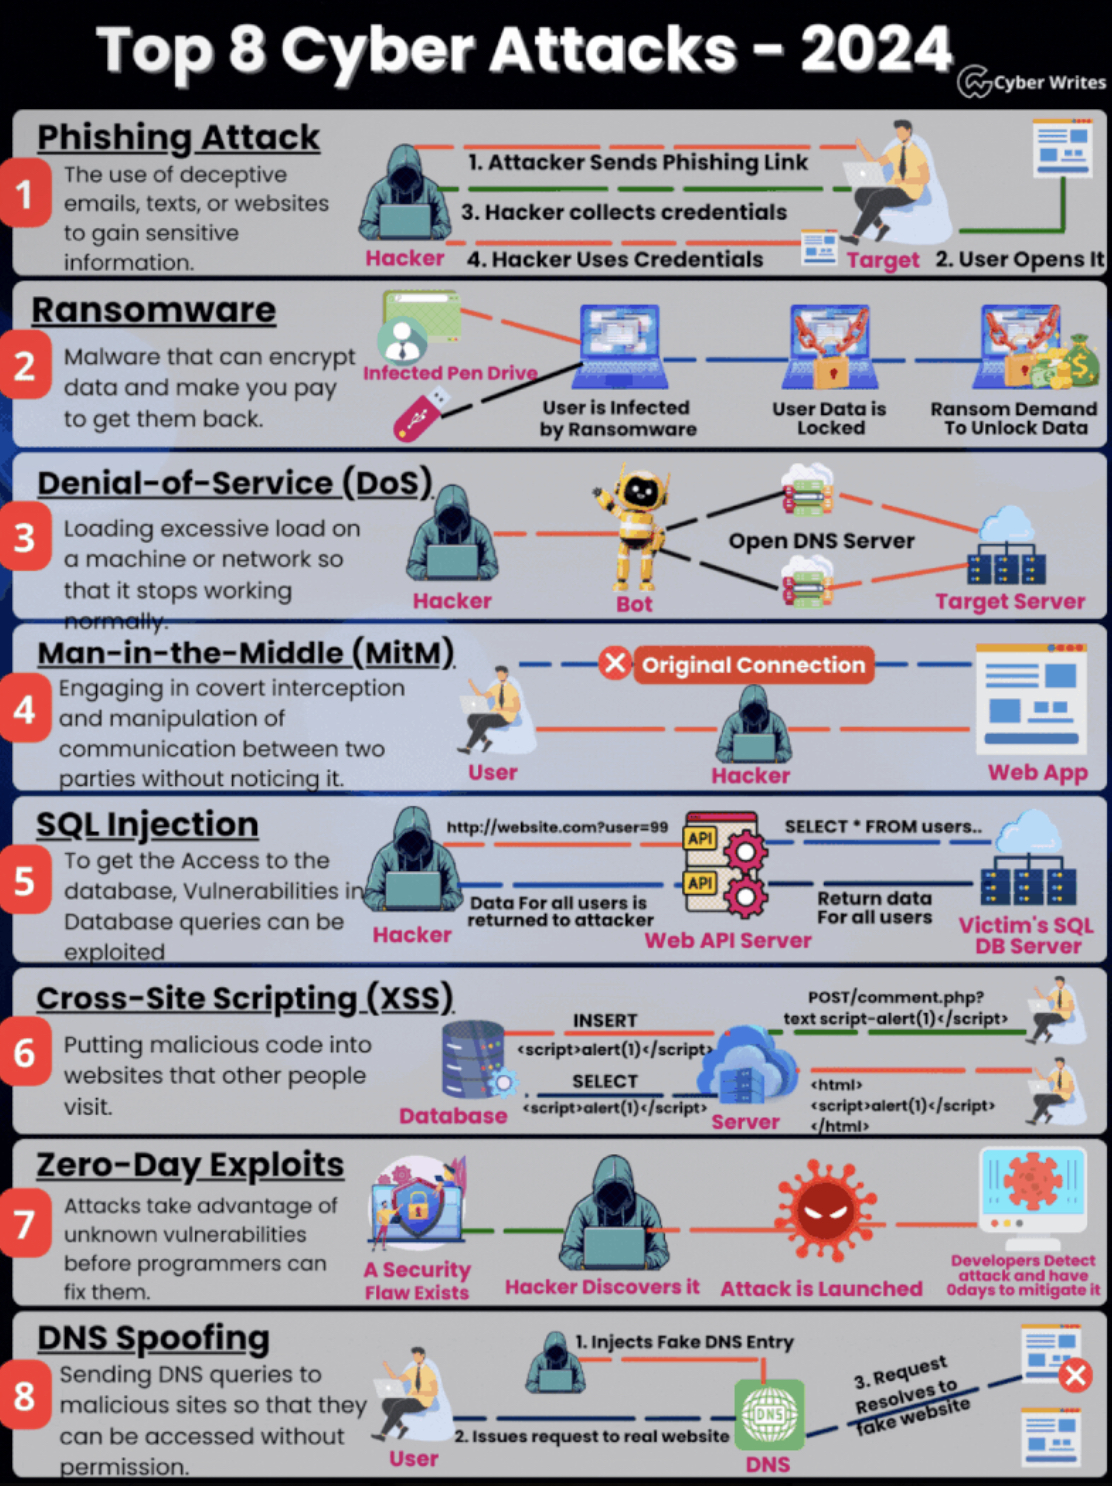 Top 8 Cyber Attacks - 2024
Cyber Writes
Phishing Attack
1
The use of deceptive
emails, texts, or websites
to gain sensitive
information.
1. Attacker Sends Phishing Link
3. Hacker collects credentials
Hacker
4. Hacker Uses Credentials
Target
2. User Opens It
Ransomware
2
Malware that can encrypt
data and make you pay
to get them back.
Infected Pen Drive
User is Infected
by Ransomware
User Data is
Locked
Ransom Demand
To Unlock Data
Denial-of-Service (DoS)
3
Loading excessive load on
a machine or network so
that it stops working
normally.
Hacker
Bot
Open DNS Server
Target Server
Man-in-the-Middle (MitM)
4
Engaging in covert interception
and manipulation of
communication between two
parties without noticing it.
Original Connection
User
Hacker
Web App
SQL Injection
5
To get the Access to the
database, Vulnerabilities in
Database queries can be
exploited
http://website.com?user=99
Data For all users is
returned to attacker
Hacker
API
API
Web API Server
SELECT * FROM users..
Return data
For all users
Victim's SQL
DB Server
Cross-Site Scripting (XSS)
6
Putting malicious code into
websites that other people
visit.
INSERT
<script>alert(1)</script>
SELECT
<script>alert(1)</script>
Database
Server
POST/comment.php?
text script-alert(1)</script>
<html>
<script>alert(1)</script>
</html>
Zero-Day Exploits
7
Attacks take advantage of
unknown vulnerabilities
before programmers can
fix them.
A Security
Flaw Exists
Hacker Discovers it
Attack is Launched
Developers Detect
attack and have
0days to mitigate it
DNS Spoofing
8
Sending DNS queries to
malicious sites so that they
can be accessed without
permission.
1. Injects Fake DNS Entry
User
2. Issues request to real website
DNS
DNS
3. Request
Resolves to
fake website